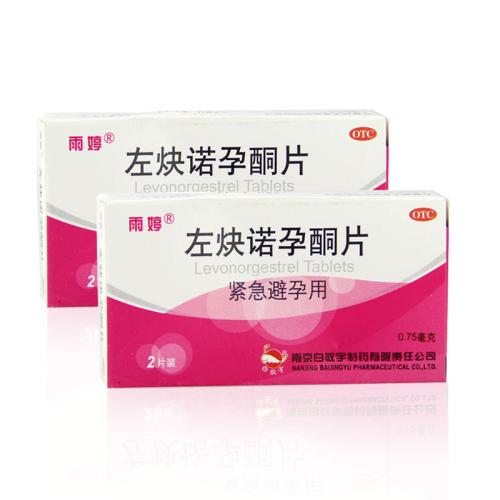 雨婷®
左炔诺孕酮片
Levonorgestrel Tablets
OTC
2
雨婷®
左炔诺孕酮片
Levonorgestrel Tablets
紧急避孕用
OTC
0.75毫克
2片装
南京白敬宇制药有限责任公司
NANJING BAIJINGYU PHARMACEUTICAL CO.,LTD.